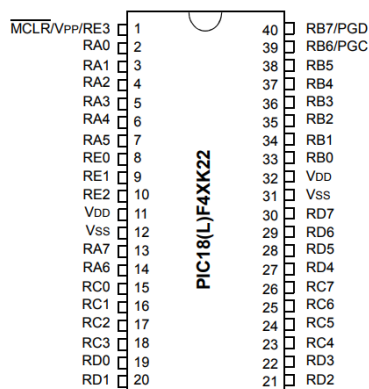 MCLR/VPP/RE3 1 40 RB7/PGD
RA0 2 39 RB6/PGC
RA1 3 38 RB5
RA2 4 37 RB4
RA3 5 36 RB3
RA4 6 35 RB2
RA5 7 34 RB1
RE0 8 33 RB0
RE1 9 32 VDD
RE2 10 31 VSS
VDD 11 30 RD7
VSS 12 29 RD6
RA7 13 28 RD5
RA6 14 27 RD4
RC0 15 26 RC7
RC1 16 25 RC6
RC2 17 24 RC5
RC3 18 23 RC4
RD0 19 22 RD3
RD1 20 21 RD2
PIC18(L)F4XK22